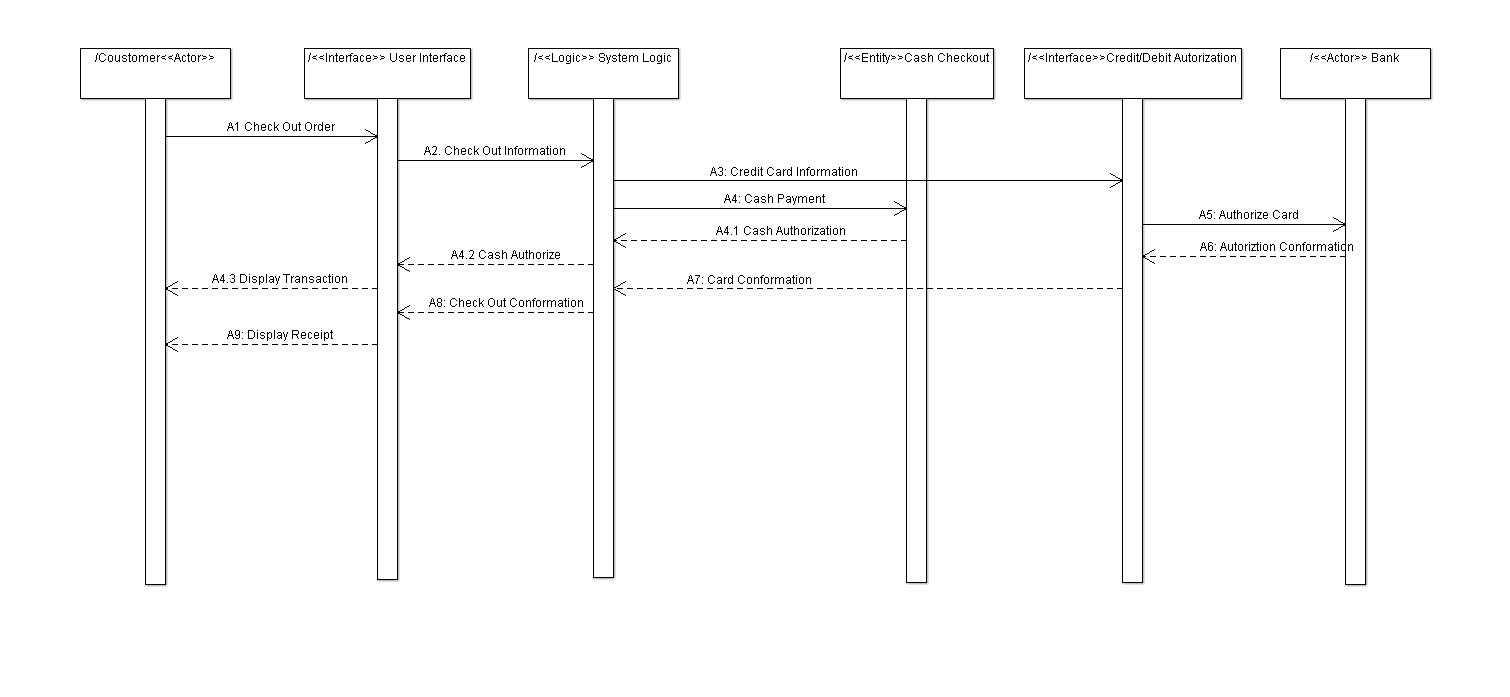 /Coustomer<<Actor>>
/<<Interface>> User Interface
/<<Logic>> System Logic
/<<Entity>>Cash Checkout
/<<Interface>>Credit/Debit Autorization
/<<Actor>> Bank
A1 Check Out Order
A2. Check Out Information
A3: Credit Card Information
A4: Cash Payment
A5: Authorize Card
A4.1 Cash Authorization
A6: Autoriztion Conformation
A4.2 Cash Authorize
A4.3 Display Transaction
A7: Card Conformation
A8: Check Out Conformation
A9: Display Receipt